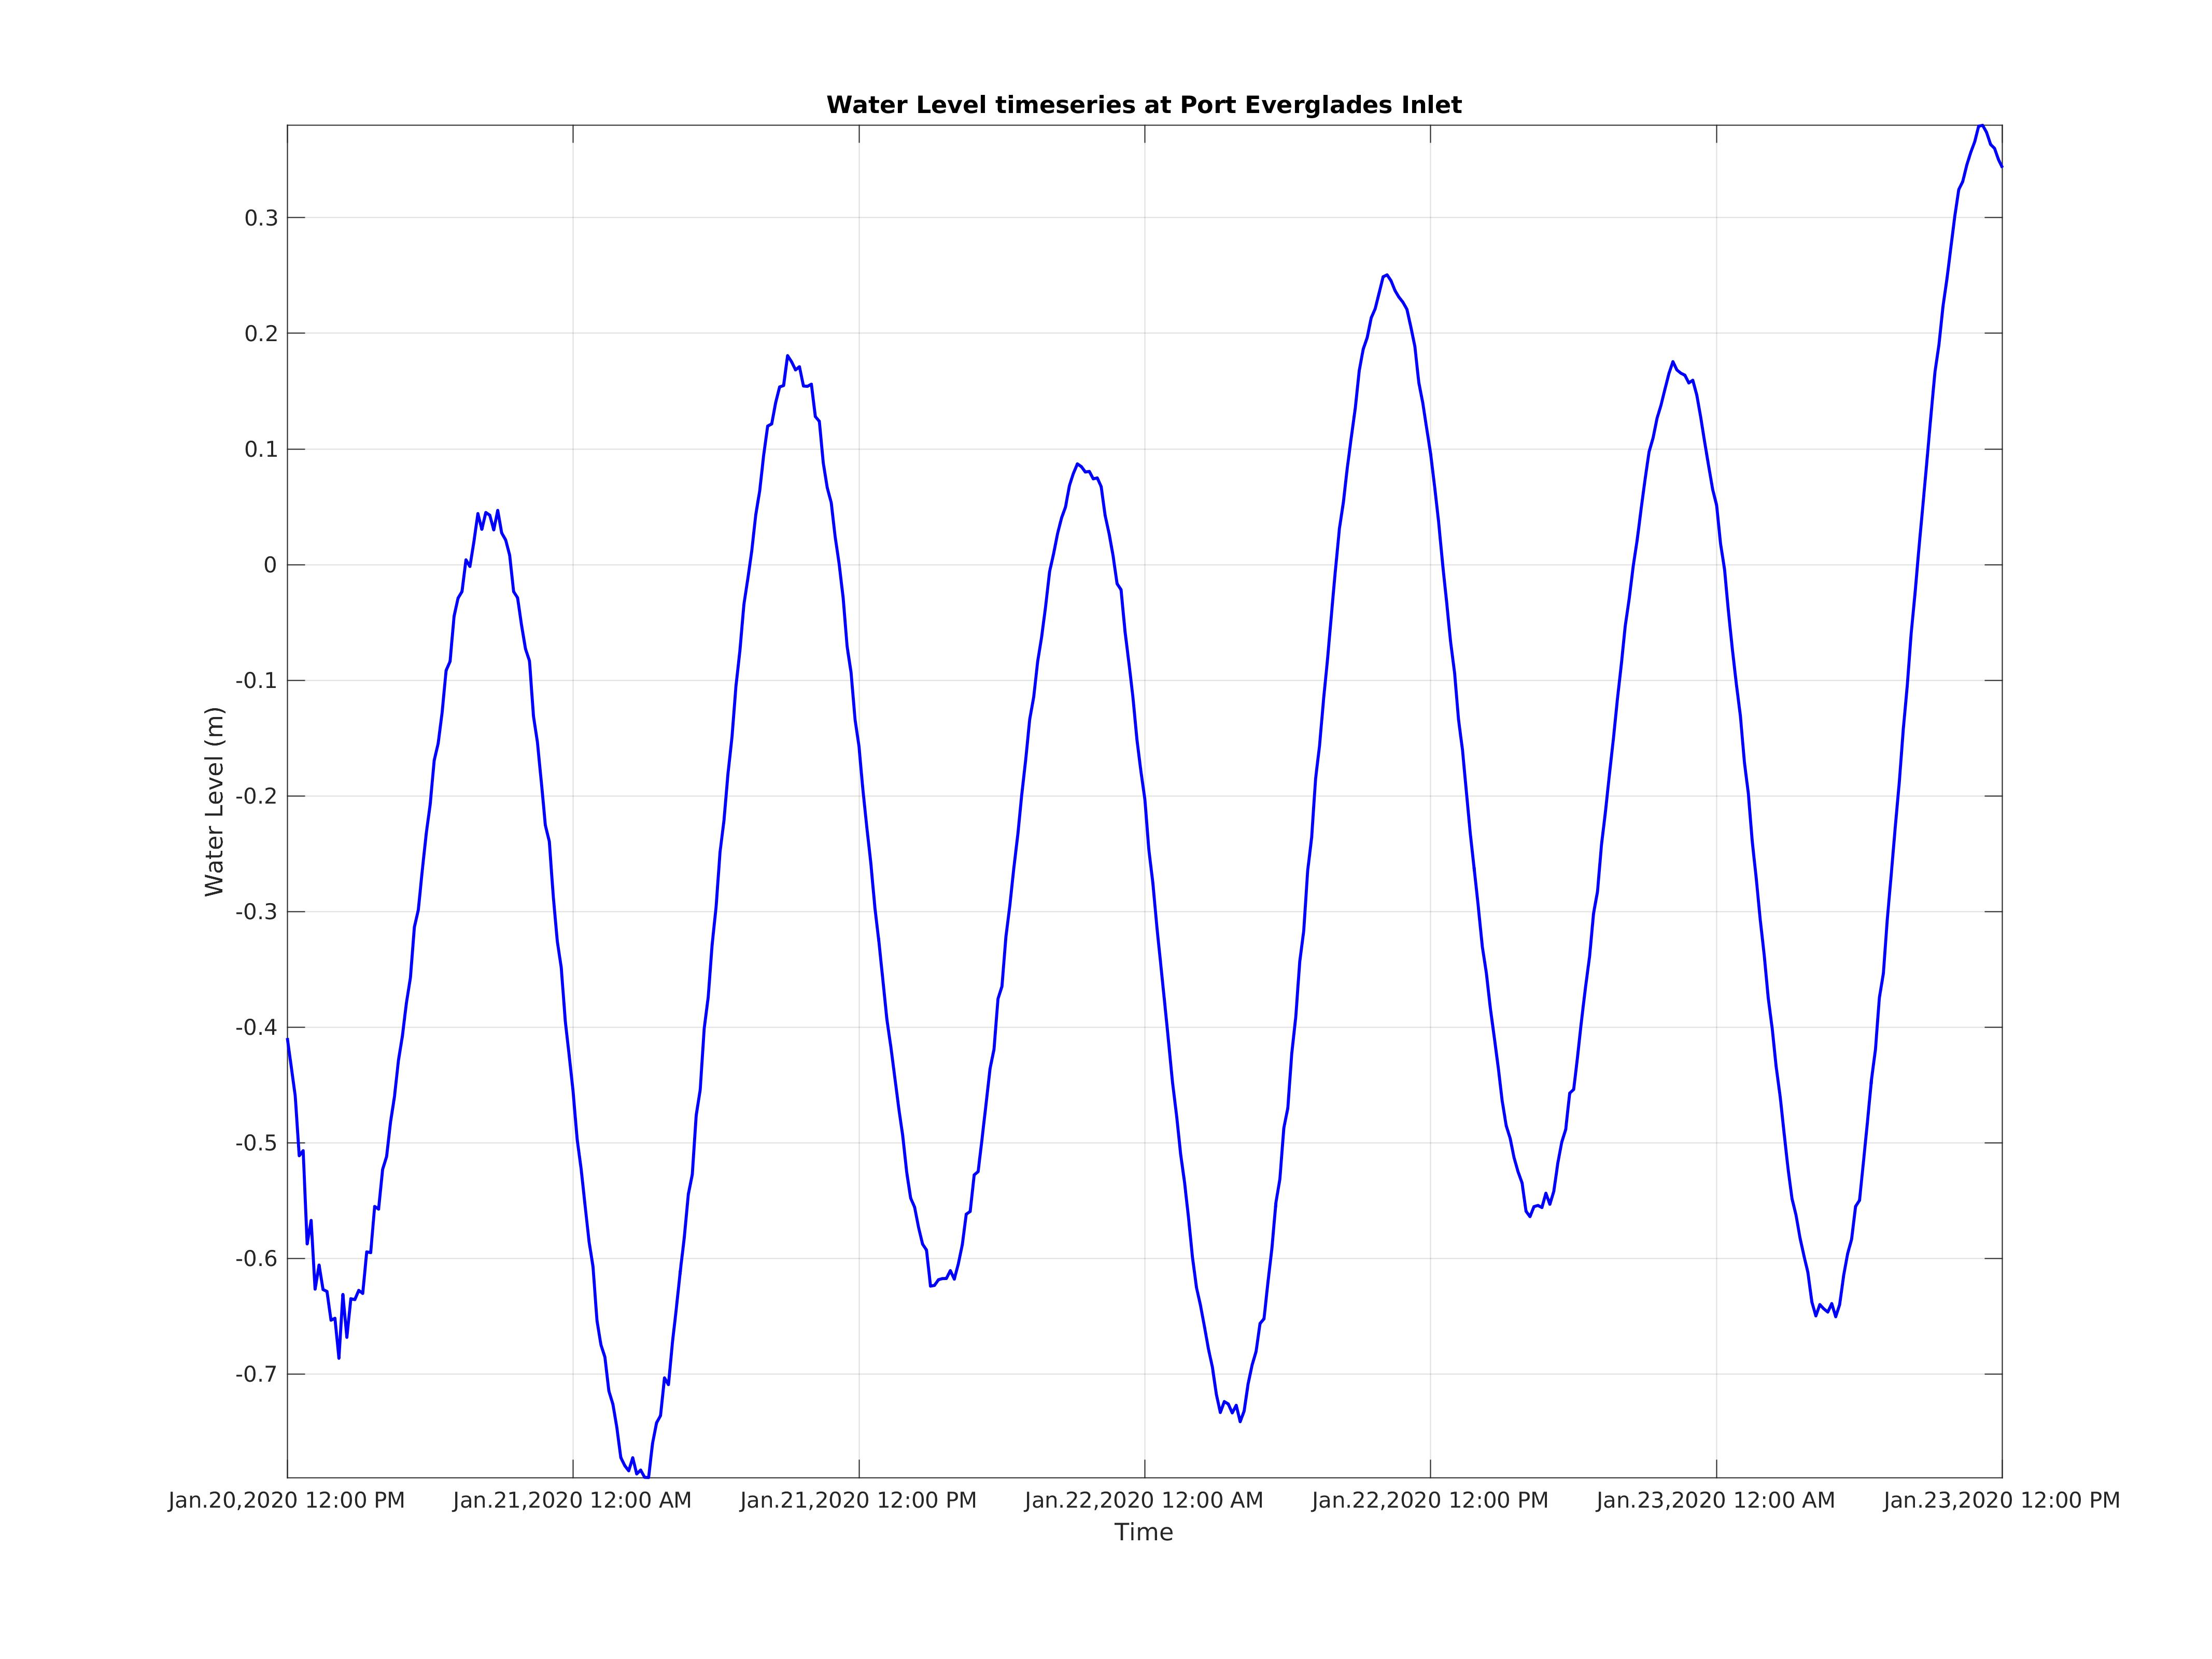 Water Level timeseries at Port Everglades Inlet
0.3
0.2
0.1
0
-0.1
-0.2
-0.3
-0.4
-0.5
-0.6
-0.7
Water Level (m)
Jan.20,2020 12:00 PM
Jan.21,2020 12:00 AM
Jan.21,2020 12:00 PM
Jan.22,2020 12:00 AM
Jan.22,2020 12:00 PM
Jan.23,2020 12:00 AM
Jan.23,2020 12:00 PM
Time